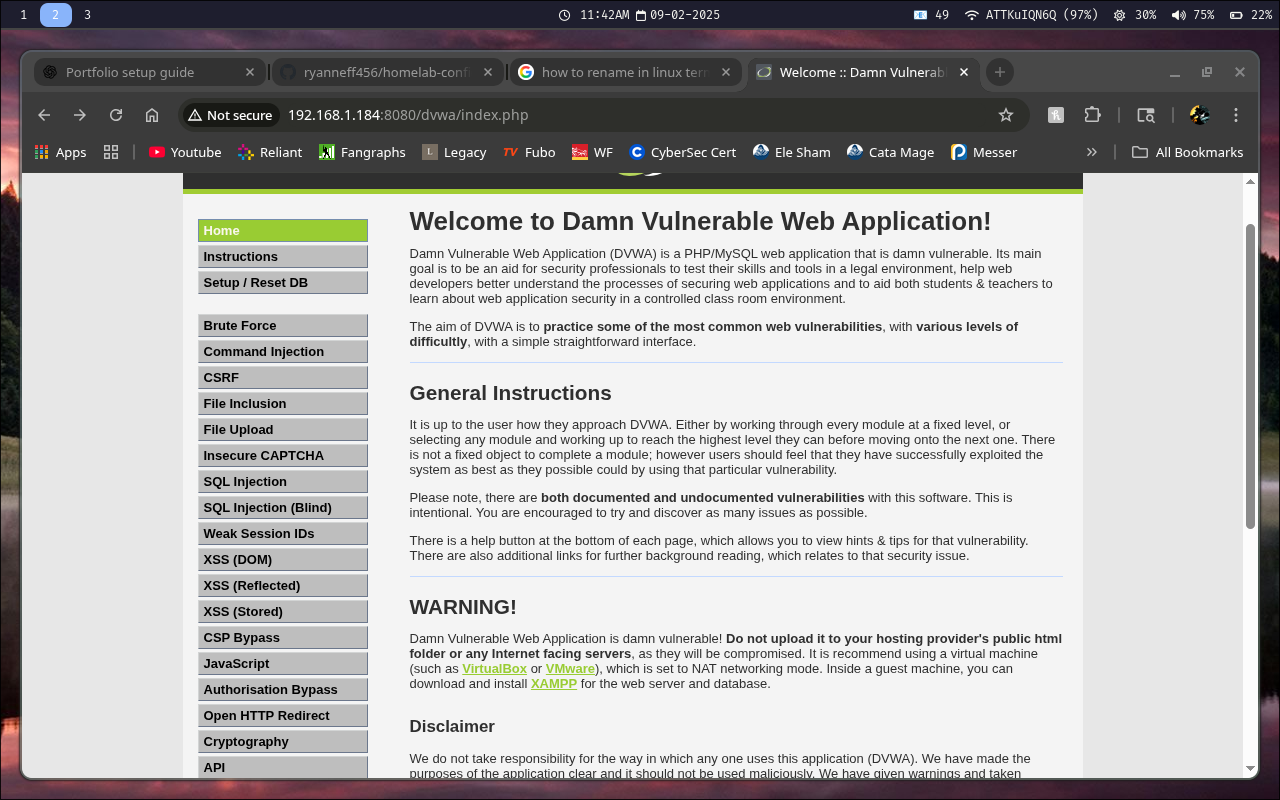 1 2 3 11:42AM 09-02-2025 49 ATTKuIQN6Q (97%) 30% 75% 22%
Portfolio setup guide ryanneff456/homelab-confi how to rename in linux tern Welcome :: Damn Vulnerab
Not secure 192.168.1.184:8080/dvwa/index.php
Apps Youtube Reliant Fangraphs Legacy Fubo WF CyberSec Cert Ele Sham Cata Mage Messer All Bookmarks
Home
Instructions
Setup / Reset DB
Brute Force
Command Injection
CSRF
File Inclusion
File Upload
Insecure CAPTCHA
SQL Injection
SQL Injection (Blind)
Weak Session IDs
XSS (DOM)
XSS (Reflected)
XSS (Stored)
CSP Bypass
JavaScript
Authorisation Bypass
Open HTTP Redirect
Cryptography
API
Welcome to Damn Vulnerable Web Application!
Damn Vulnerable Web Application (DVWA) is a PHP/MySQL web application that is damn vulnerable. Its main
goal is to be an aid for security professionals to test their skills and tools in a legal environment, help web
developers better understand the processes of securing web applications and to aid both students & teachers to
learn about web application security in a controlled class room environment.
The aim of DVWA is to practice some of the most common web vulnerabilities, with various levels of
difficultly, with a simple straightforward interface.
General Instructions
It is up to the user how they approach DVWA. Either by working through every module at a fixed level, or
selecting any module and working up to reach the highest level they can before moving onto the next one. There
is not a fixed object to complete a module; however users should feel that they have successfully exploited the
system as best as they possible could by using that particular vulnerability.
Please note, there are both documented and undocumented vulnerabilities with this software. This is
intentional. You are encouraged to try and discover as many issues as possible.
There is a help button at the bottom of each page, which allows you to view hints & tips for that vulnerability.
There are also additional links for further background reading, which relates to that security issue.
WARNING!
Damn Vulnerable Web Application is damn vulnerable! Do not upload it to your hosting provider's public html
folder or any Internet facing servers, as they will be compromised. It is recommend using a virtual machine
(such as VirtualBox or VMware), which is set to NAT networking mode. Inside a guest machine, you can
download and install XAMPP for the web server and database.
Disclaimer
We do not take responsibility for the way in which any one uses this application (DVWA). We have made the
purposes of the application clear and it should not be used maliciously. We have given warnings and taken